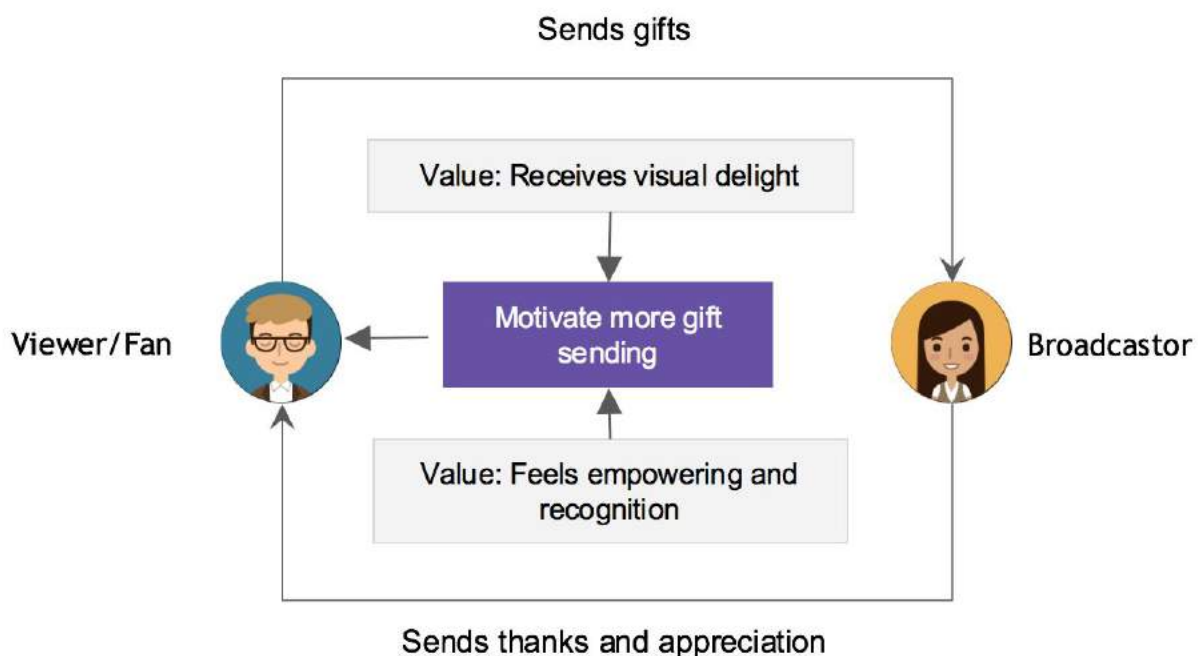 Sends gifts
Value: Receives visual delight
Motivate more gift
sending
Viewer/Fan
Broadcastor
Value: Feels empowering and
recognition
Sends thanks and appreciation